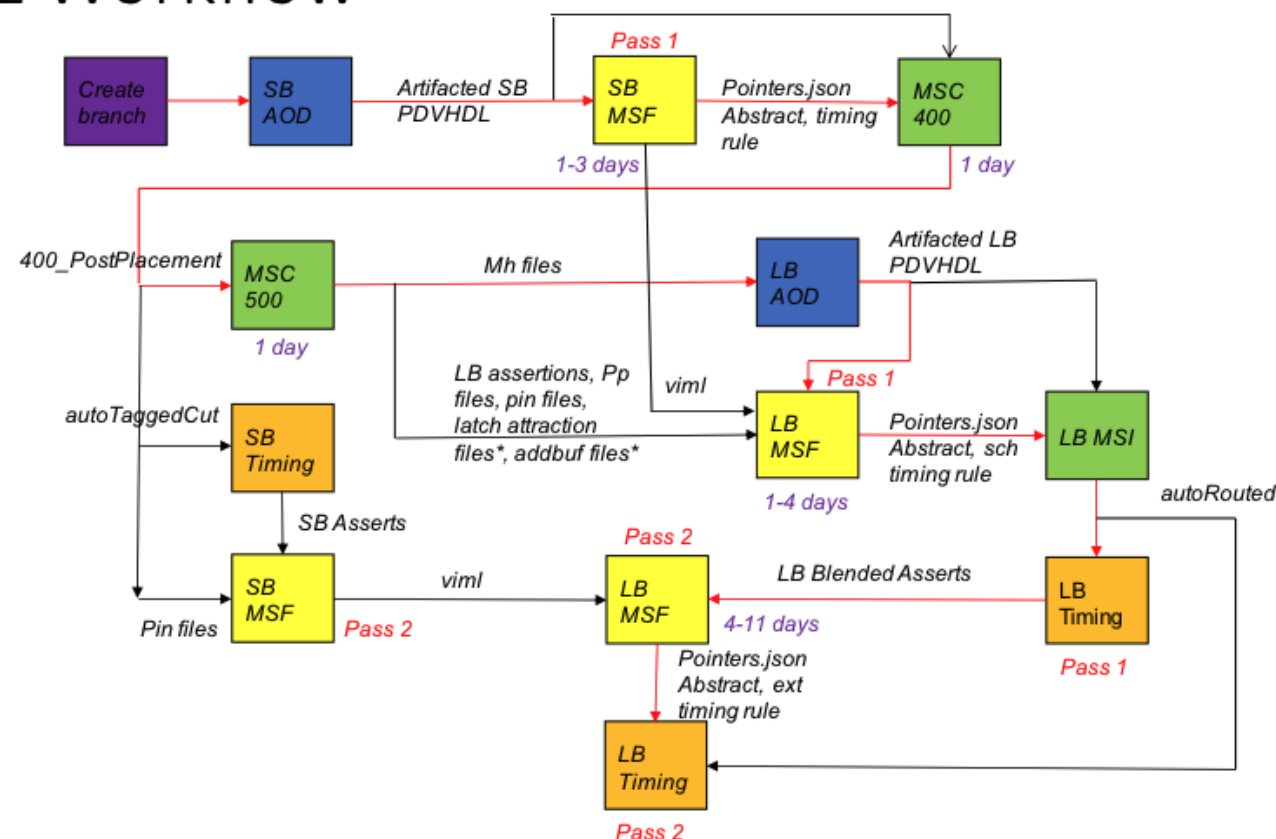 Pass 1
Create
branch
SB
AOD
Artifacted SB
PDVHDL
SB
MSF
Pointers.json
Abstract, timing
rule
MSC
400
1-3 days
1 day
400_PostPlacement
MSC
500
1 day
Mh files
LB
AOD
Artifacted LB
PDVHDL
LB assertions, Pp
files, pin files,
latch attraction
files*, addbuf files*
viml
Pass 1
autoTaggedCut
SB
Timing
LB
MSF
Pointers.json
Abstract, sch
timing rule
LB MSI
1-4 days
autoRouted
SB Asserts
Pass 2
SB
MSF
viml
LB
MSF
LB Blended Asserts
LB
Timing
Pin files
Pass 2
4-11 days
Pass 1
Pointers.json
Abstract, ext
timing rule
LB
Timing
Pass 2